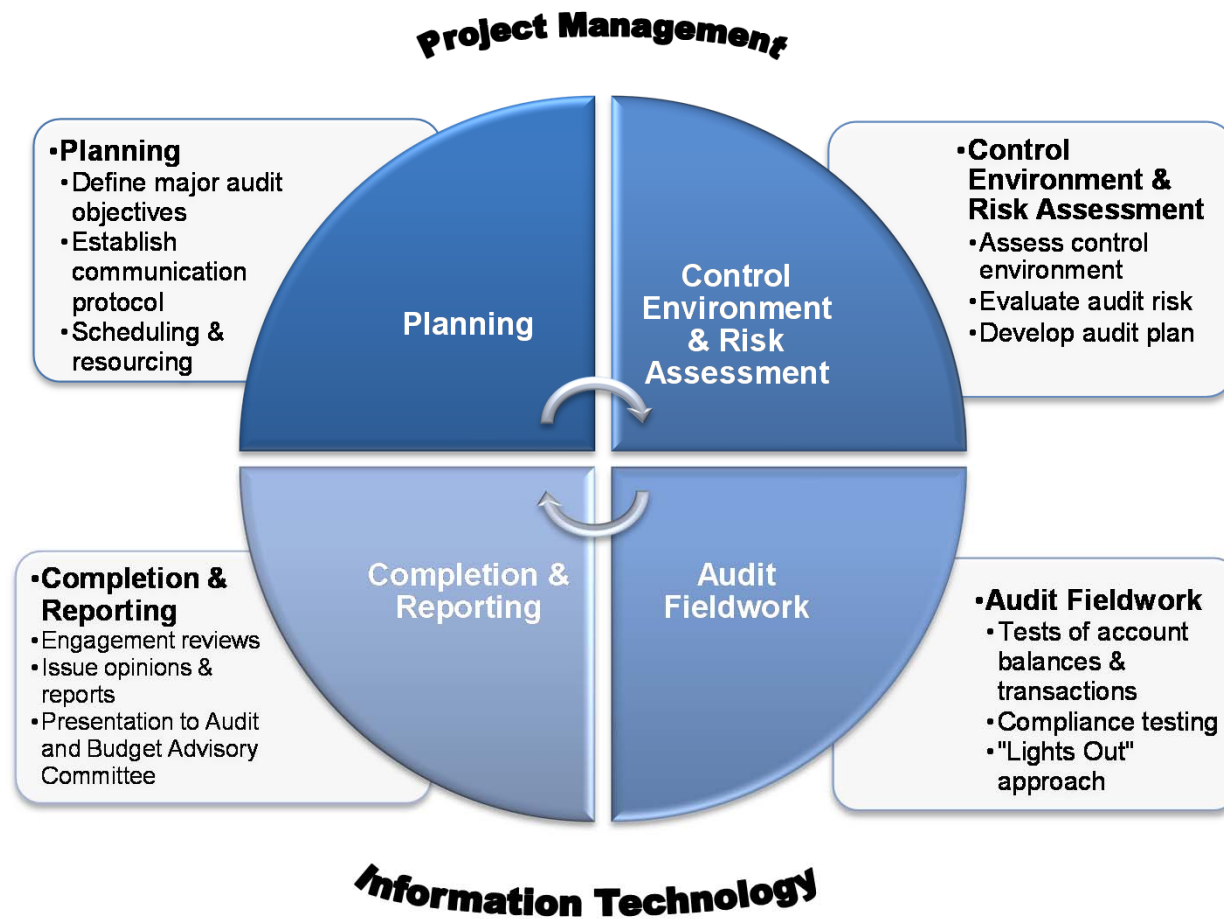 Project Management
•Planning
•Define major audit
objectives
•Establish
communication
protocol
•Scheduling &
resourcing
•Control
Environment &
Risk Assessment
•Assess control
environment
•Evaluate audit risk
•Develop audit plan
Planning
Control
Environment
& Risk
Assessment
Completion &
Reporting
Audit
Fieldwork
•Completion &
Reporting
•Engagement reviews
•Issue opinions &
reports
•Presentation to Audit
and Budget Advisory
Committee
•Audit Fieldwork
•Tests of account
balances &
transactions
•Compliance testing
•"Lights Out"
approach
Information Technology